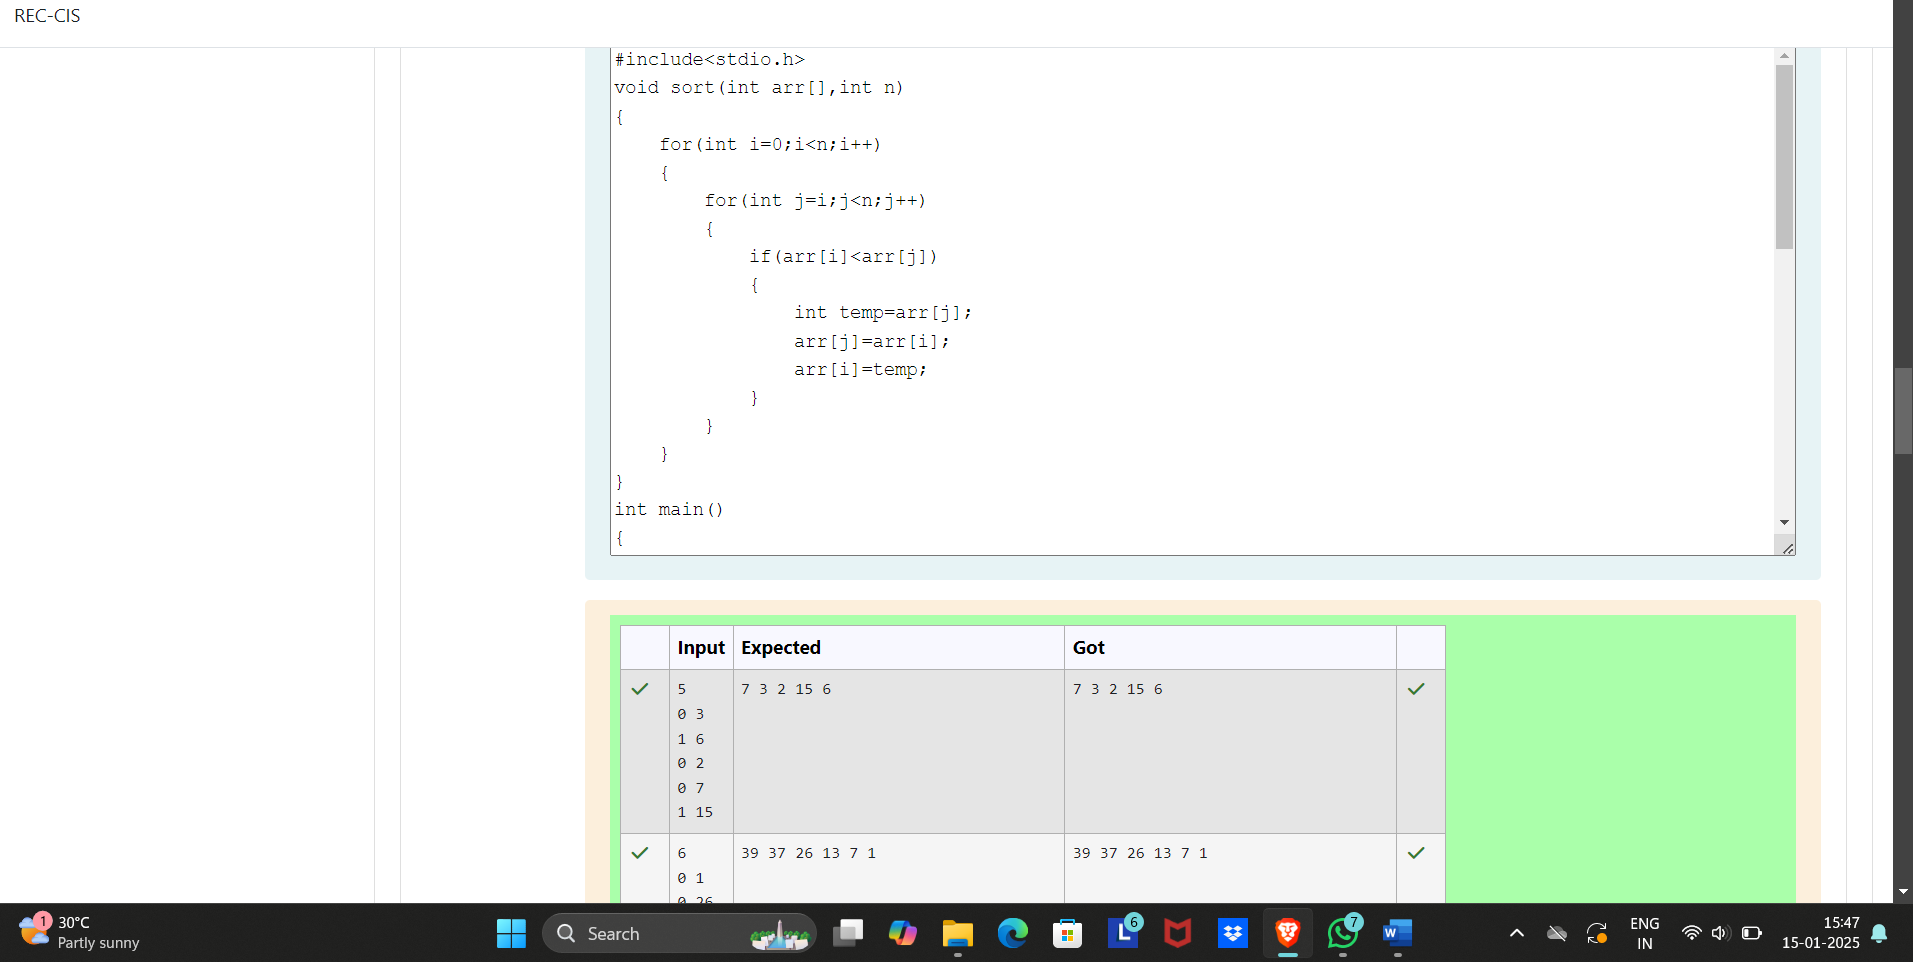 REC-CIS
#include<stdio.h>
void sort(int arr[],int n)
{
    for(int i=0;i<n;i++)
    {
        for(int j=i;j<n;j++)
        {
            if(arr[i]<arr[j])
            {
                int temp=arr[j];
                arr[j]=arr[i];
                arr[i]=temp;
            }
        }
    }
}
int main()
{
Input Expected Got
5 7 3 2 15 6 7 3 2 15 6
0 3
1 6
0 2
0 7
1 15
6 39 37 26 13 7 1 39 37 26 13 7 1
0 1
0 26
1 30°C
Partly sunny
Search
L 6
7
W
ENG
IN
15:47
15-01-2025